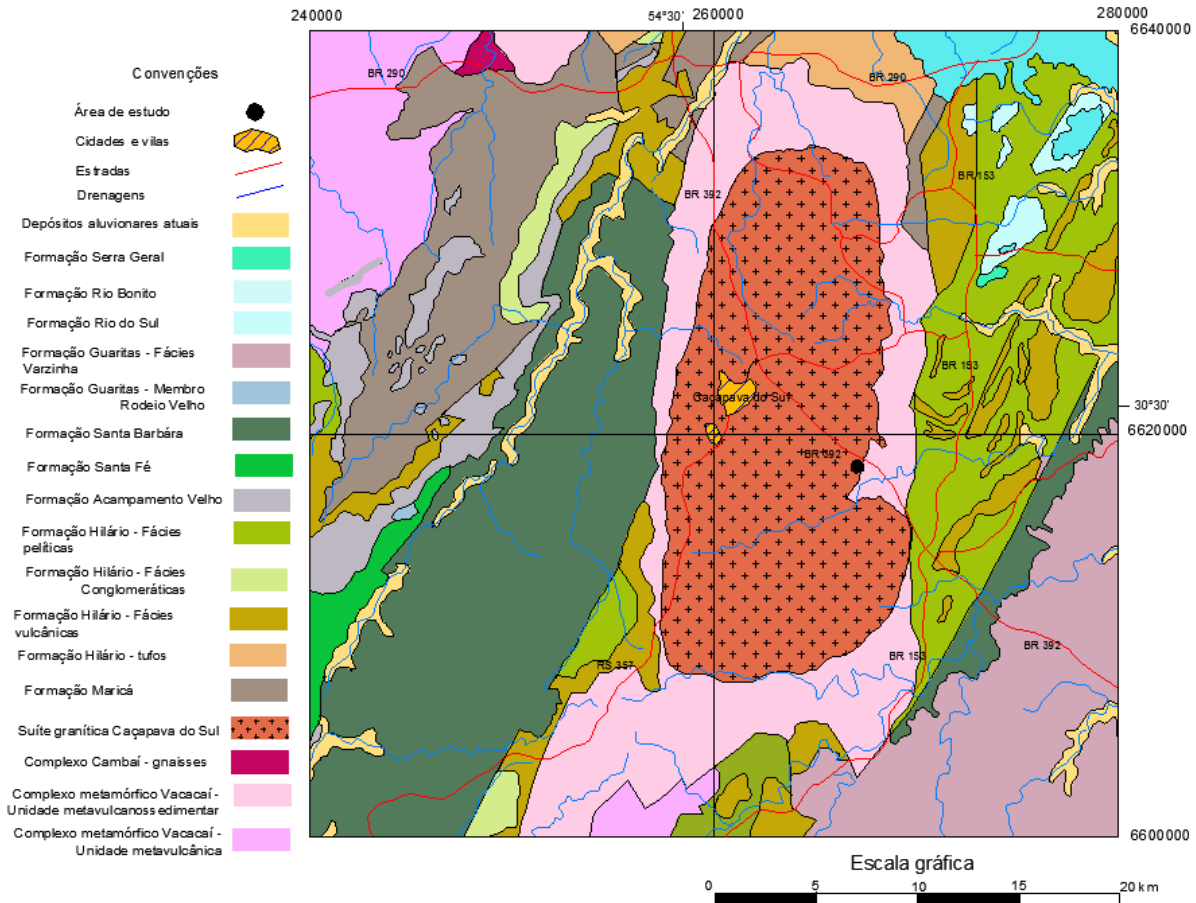 240000
54°30'
260000
280000
6640000
Convenções
Área de estudo
Cidades e vilas
Estradas
Drenagens
Depósitos aluvionares atuais
Formação Serra Geral
Formação Rio Bonito
Formação Rio do Sul
Formação Guaritas - Fácies
Varzinha
Formação Guaritas - Membro
Rodeio Velho
Formação Santa Barbára
Formação Santa Fé
Formação Acampamento Velho
Formação Hilário - Fácies
pelíticas
Formação Hilário - Fácies
Conglomeráticas
Formação Hilário - Fácies
vulcânicas
Formação Hilário - tufos
Formação Maricá
Suíte granítica Caçapava do Sul
Complexo Cambaí - gnaisses
Complexo metamórfico Vacacaí -
Unidade metavulcanossedimentar
Complexo metamórfico Vacacaí -
Unidade metavulcânica
BR 290
BR 290
BR 153
BR 392
BR 153
Caçapava do Sul
30°30'
6620000
BR 392
BR 392
BR 153
RS 357
6600000
Escala gráfica
0
5
10
15
20 km